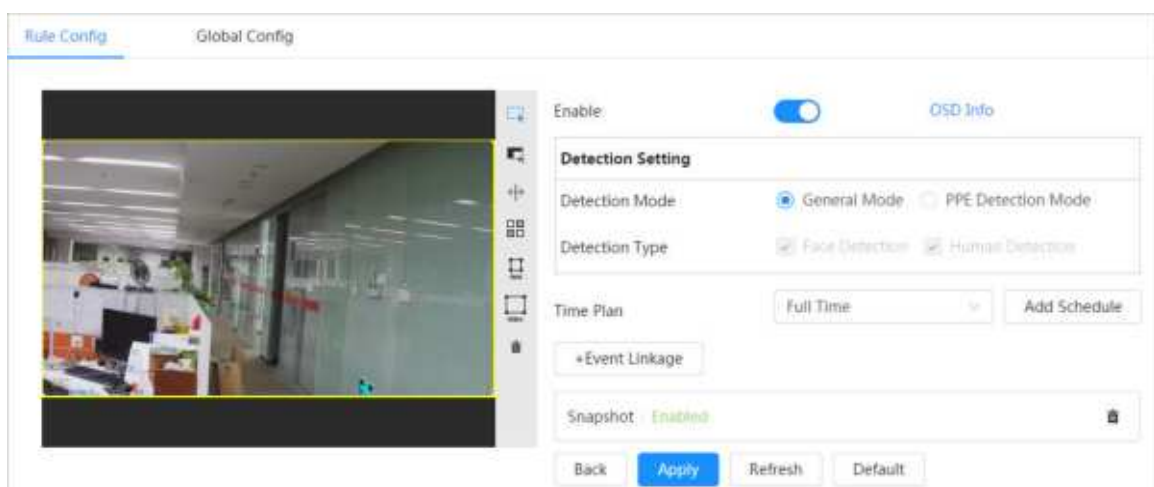 Rule Config Global Config
Enable OSD Info
Detection Setting
Detection Mode General Mode PPE Detection Mode
Detection Type Face Detection Human Detection
Time Plan Full Time Add Schedule
+Event Linkage
Snapshot Enabled
Back Apply Refresh Default